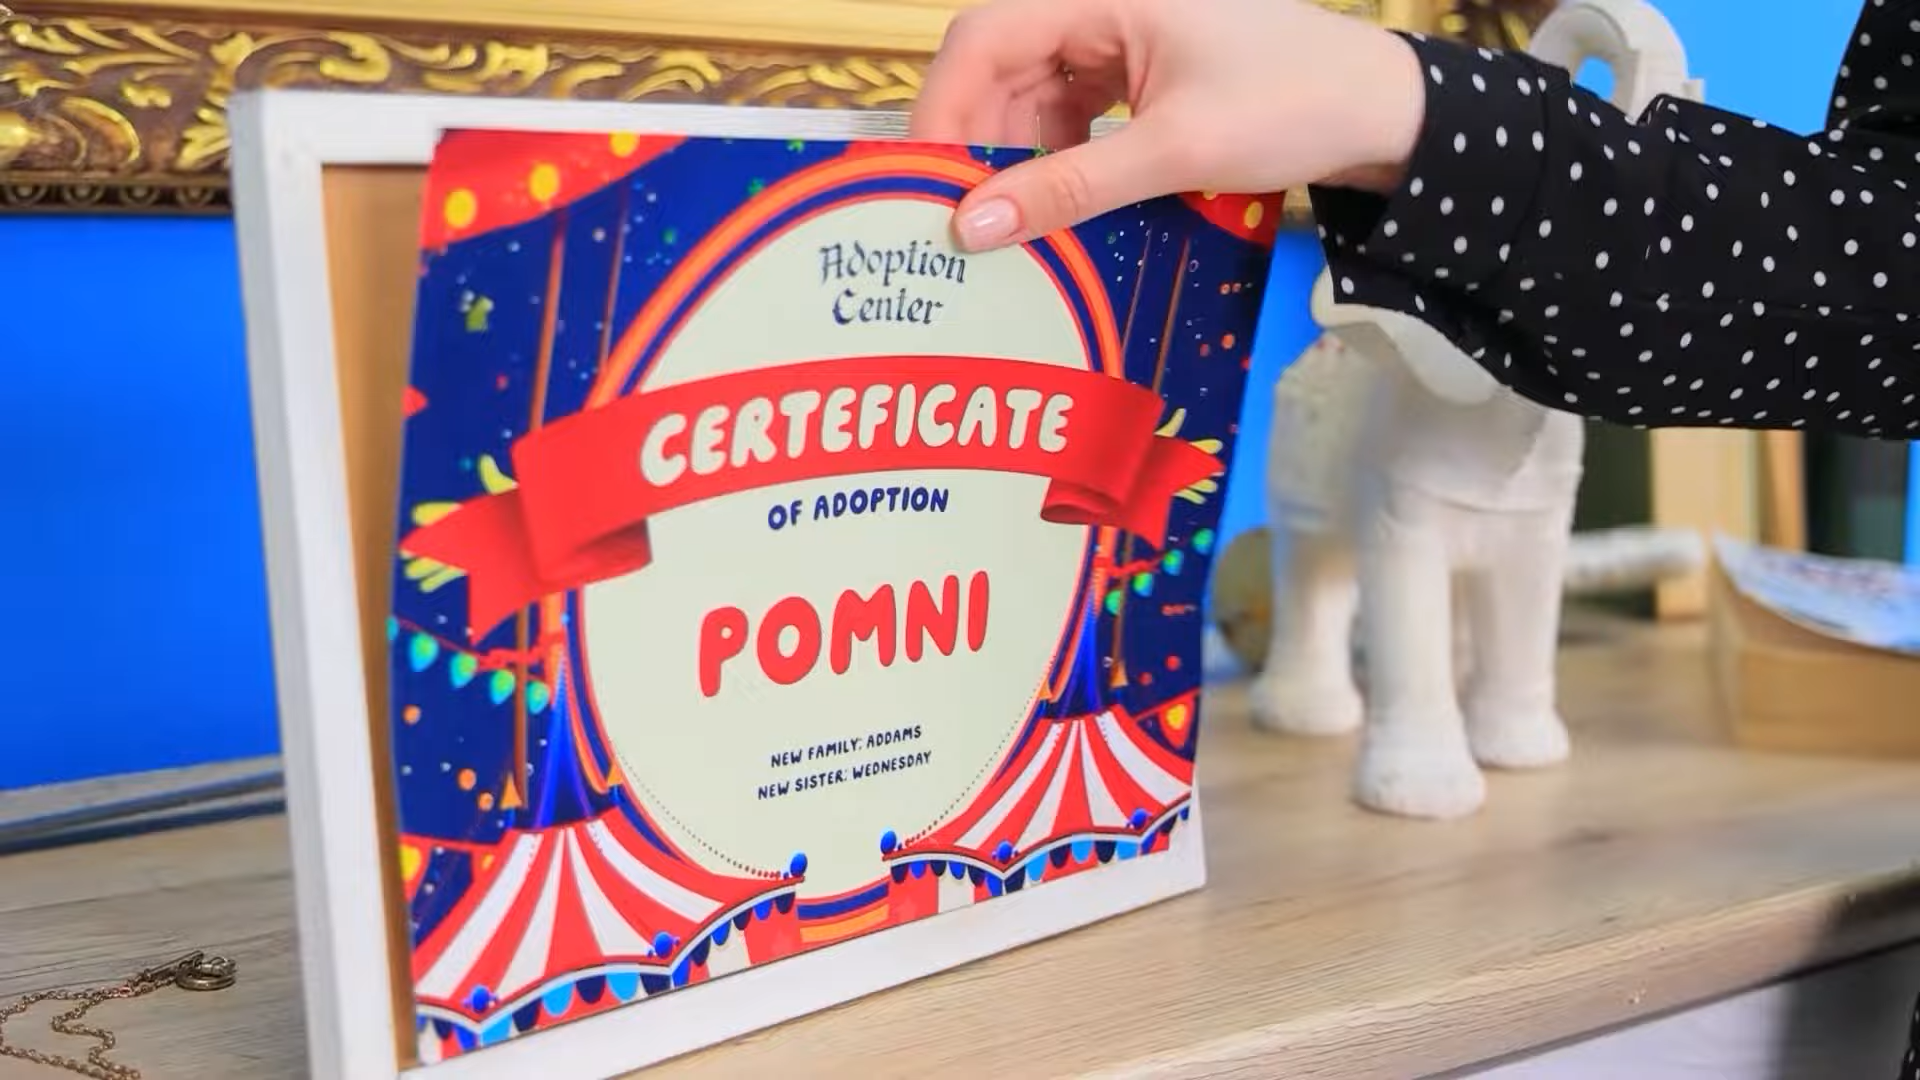 Adoption
Center
CERTEFICATE
OF ADOPTION
POMNI
NEW FAMILY: ADDAMS
NEW SISTER: WEDNESDAY